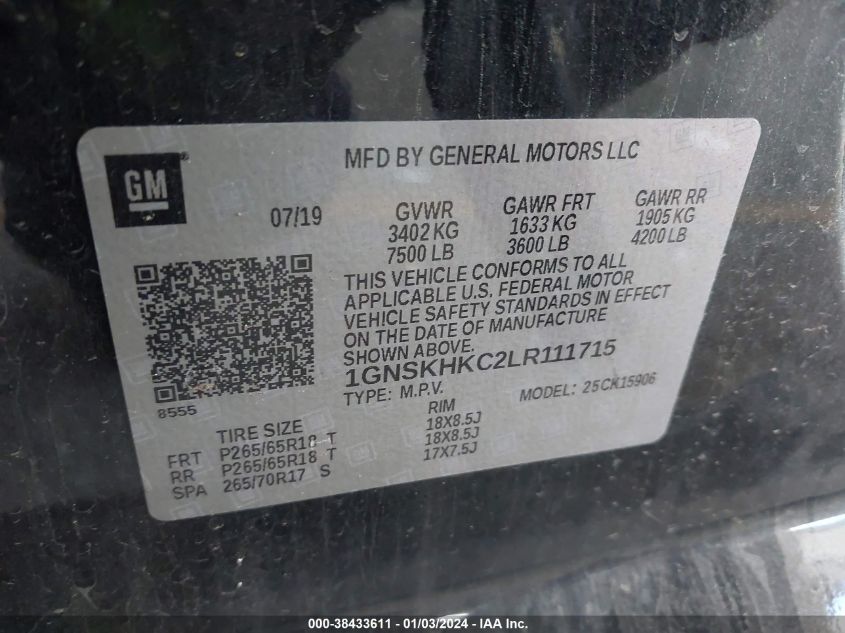 GM ®
MFD BY GENERAL MOTORS LLC
07/19
GVWR
3402 KG
7500 LB
GAWR FRT
1633 KG
3600 LB
GAWR RR
1905 KG
4200 LB
THIS VEHICLE CONFORMS TO ALL
APPLICABLE U.S. FEDERAL MOTOR
VEHICLE SAFETY STANDARDS IN EFFECT
ON THE DATE OF MANUFACTURE
SHOWN ABOVE.
1GNSKHKC2LR111715
TYPE: M.P.V. MODEL: 25CK15906
8555
TIRE SIZE RIM
FRT P265/65R18 T 18X8.5J
RR P265/65R18 T 18X8.5J
SPA 265/70R17 S 17X7.5J
000-38433611 - 01/03/2024 - IAA Inc.